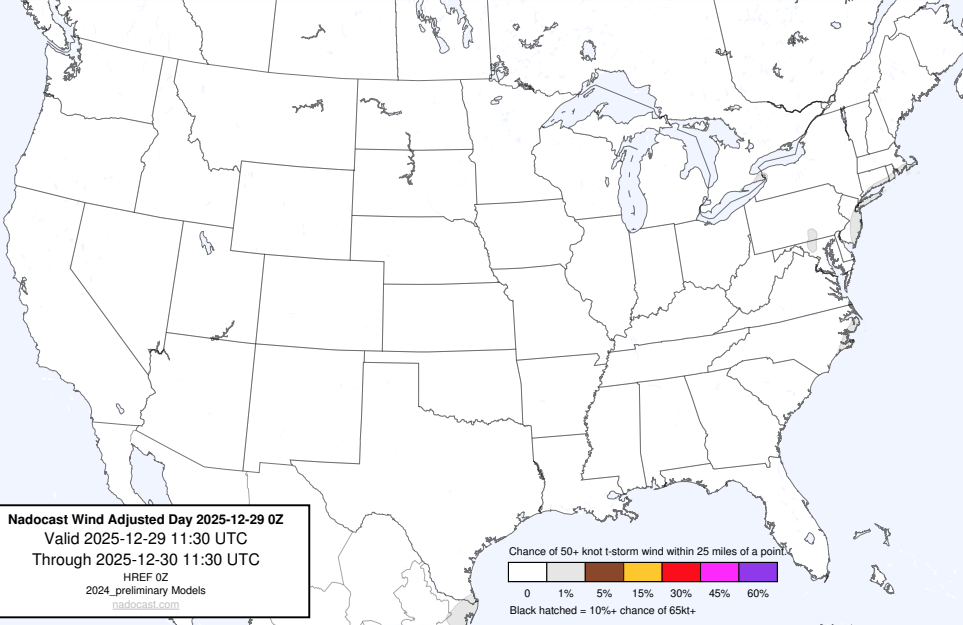 Nadocast Wind Adjusted Day 2025-12-29 0Z
Valid 2025-12-29 11:30 UTC
Through 2025-12-30 11:30 UTC
HREF 0Z
2024_preliminary Models
nadocast.com
Chance of 50+ knot t-storm wind within 25 miles of a point.
0 1% 5% 15% 30% 45% 60%
Black hatched = 10%+ chance of 65kt+